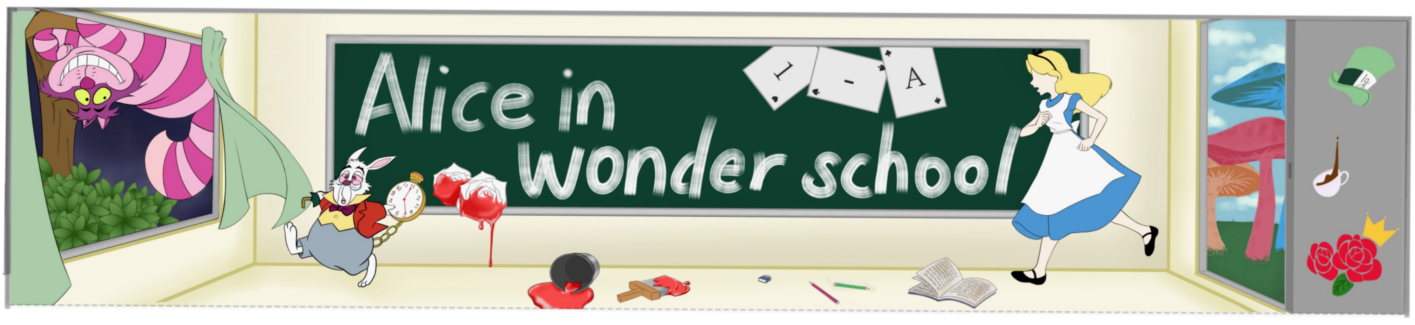 Alice in
wonder school
1 - A